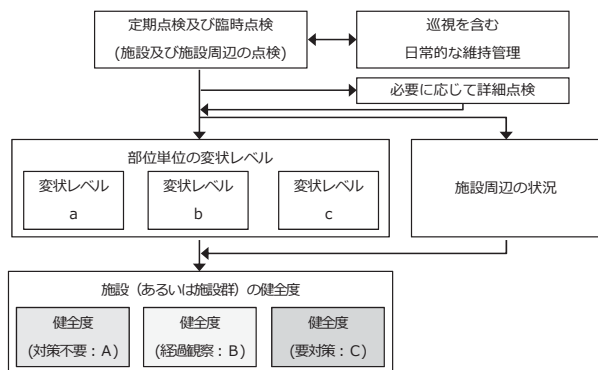 定期点検及び臨時点検
(施設及び施設周辺の点検)
巡視を含む
日常的な維持管理
必要に応じて詳細点検
部位単位の変状レベル
変状レベル
a
変状レベル
b
変状レベル
c
施設周辺の状況
施設（あるいは施設群）の健全度
健全度
(対策不要：A)
健全度
(経過観察：B)
健全度
(要対策：C)